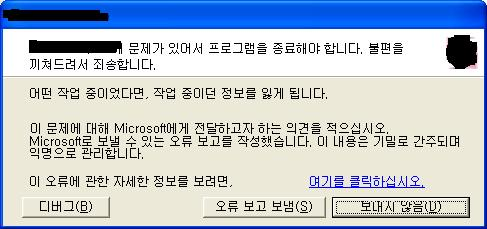 문제가 있어서 프로그램을 종료해야 합니다. 불편을
끼쳐드려서 죄송합니다.
어떤 작업 중이었다면, 작업 중이던 정보를 잃게 됩니다.
이 문제에 대해 Microsoft에게 전달하고자 하는 의견을 적으십시오.
Microsoft로 보낼 수 있는 오류 보고를 작성했습니다. 이 내용은 기밀로 간주되며
익명으로 관리합니다.
이 오류에 관한 자세한 정보를 보려면, 여기를 클릭하십시오.
디버그(B) 오류 보고 보냄(S) 보내지 않음(D)